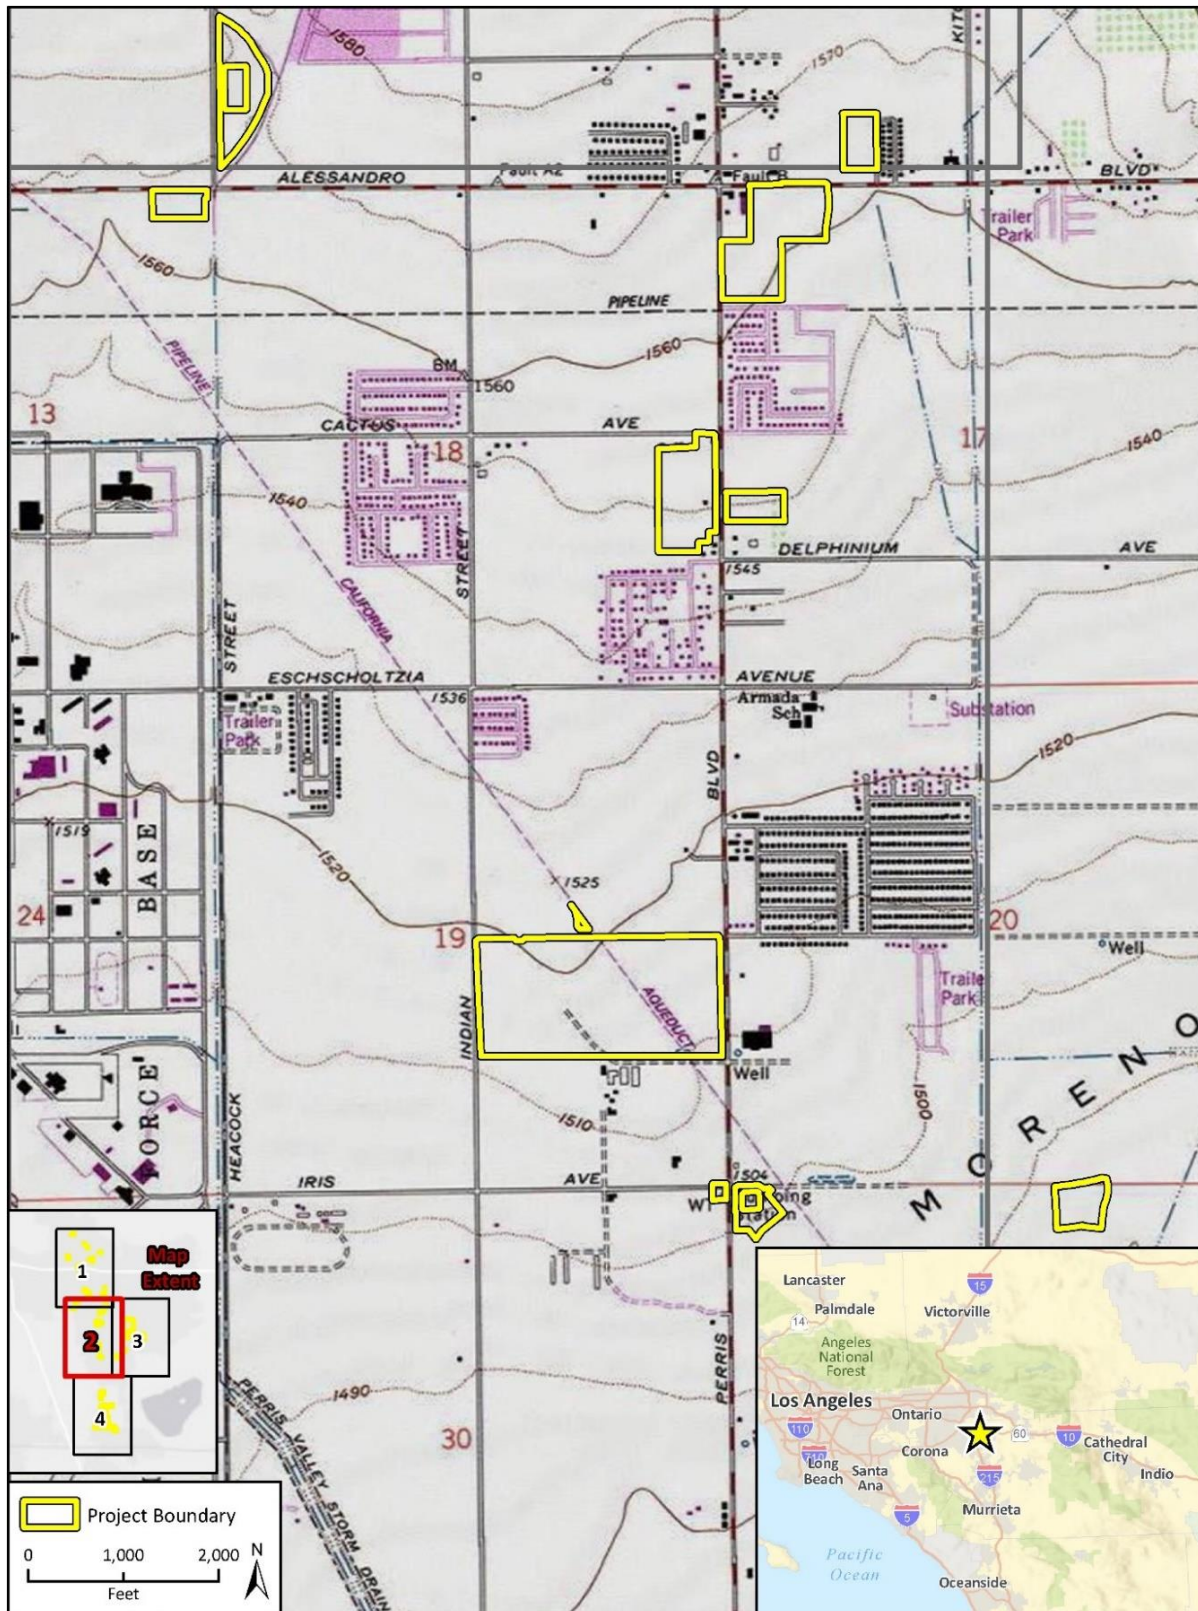 1580
KITC
1570
ALESSANDRO
Fault A2
Fault B
BLVD
Trailer
Park
1560
PIPELINE
PIPELINE
1560
BM
1560
13
CACTUS
AVE
18
17
1540
1540
STREET
DELPHINIUM
AVE
1545
CALIFORNIA
STREET
ESCHSCHOLTZIA
AVENUE
1536
Armada
Sch
Substation
Trailer
Park
1520
BLVD
1519
BASE
1520
1525
24
19
20
Well
Traile
Park
AQUEDUCT
INDIAN
Well
MORENO
1500
FORCE
1510
HEACOCK
1504
IRIS
AVE
WT
Station
Map
Extent
1
2
3
4
PERRIS
1490
30
PERRIS VALLEY STORM DRAIN
Project Boundary
0 1,000 2,000
Feet
N
Lancaster
15
Palmdale
Victorville
14
Angeles
National
Forest
Los Angeles
Ontario
60
110
10
Cathedral
City
710
Corona
Long
Beach
Santa
Ana
215
Indio
Murrieta
5
Pacific
Ocean
Oceanside